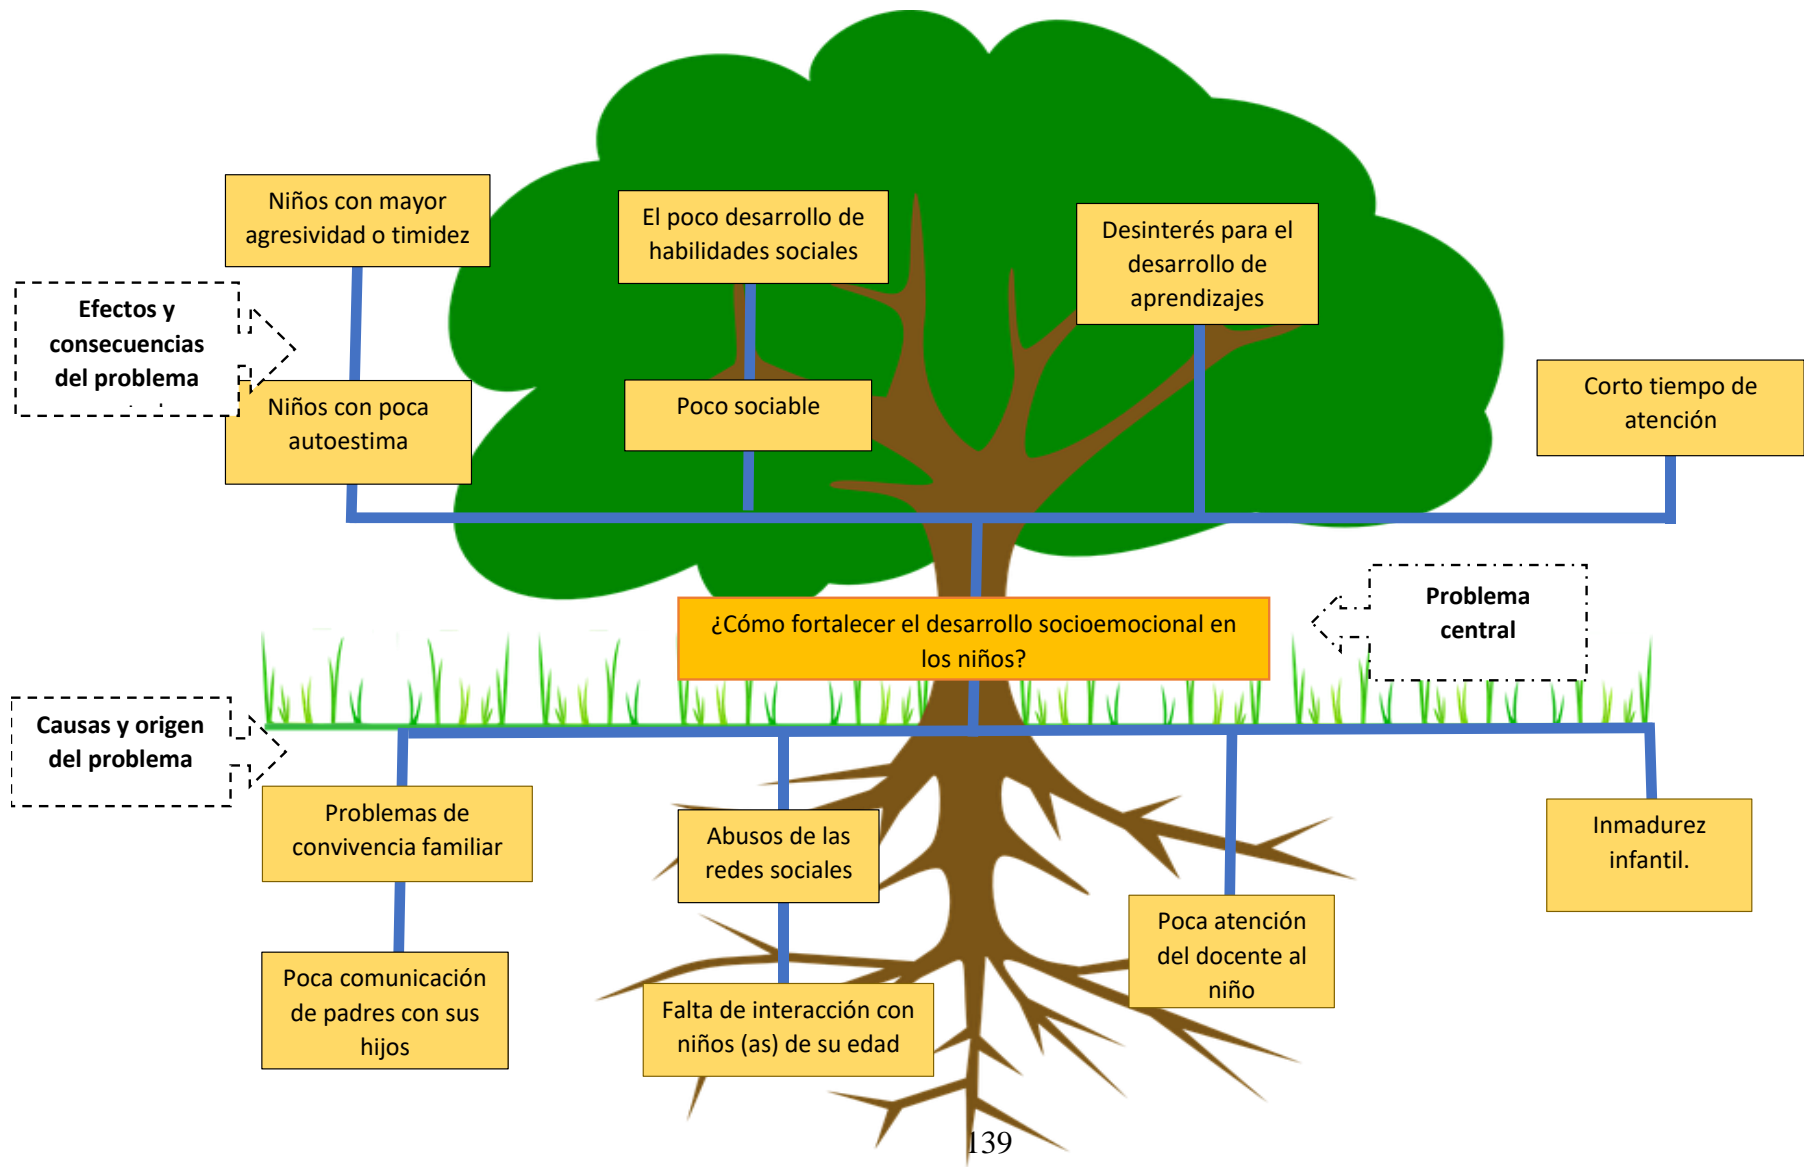 Niños con mayor
agresividad o timidez
El poco desarrollo de
habilidades sociales
Desinterés para el
desarrollo de
aprendizajes
Efectos y
consecuencias
del problema
Niños con poca
autoestima
Poco sociable
Corto tiempo de
atención
¿Cómo fortalecer el desarrollo socioemocional en
los niños?
Problema
central
Causas y origen
del problema
Problemas de
convivencia familiar
Abusos de las
redes sociales
Inmadurez
infantil.
Poca atención
del docente al
niño
Poca comunicación
de padres con sus
hijos
Falta de interacción con
niños (as) de su edad
139